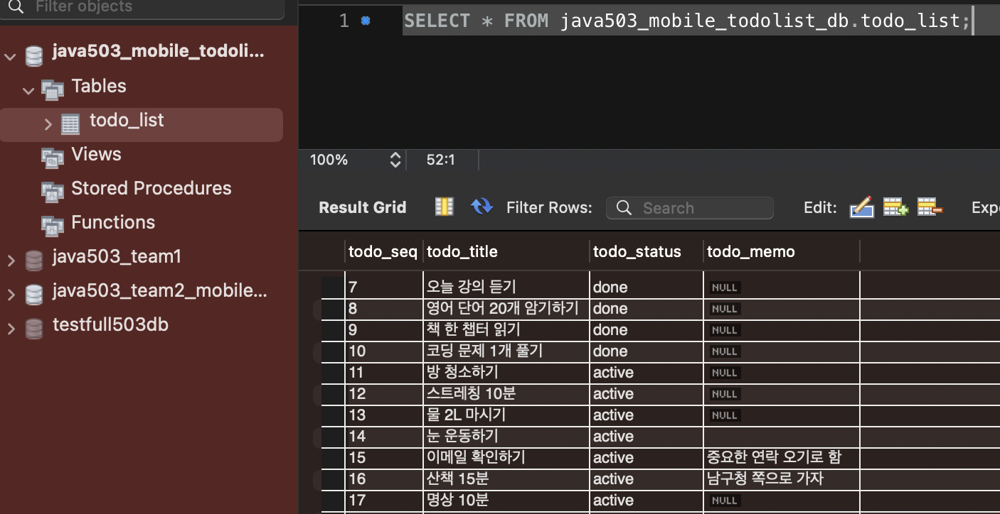 Filter objects
java503_mobile_todoli...
Tables
todo_list
Views
Stored Procedures
Functions
java503_team1
java503_team2_mobile...
testfull503db
1 SELECT * FROM java503_mobile_todolist_db.todo_list;
100% 52:1
Result Grid Filter Rows: Search Edit: Expo
todo_seq todo_title todo_status todo_memo
7 오늘 강의 듣기 done NULL
8 영어 단어 20개 암기하기 done NULL
9 책 한 챕터 읽기 done NULL
10 코딩 문제 1개 풀기 done NULL
11 방 청소하기 active NULL
12 스트레칭 10분 active NULL
13 물 2L 마시기 active NULL
14 눈 운동하기 active
15 이메일 확인하기 active 중요한 연락 오기로 함
16 산책 15분 active 남구청 쪽으로 가자
17 명상 10분 active NULL